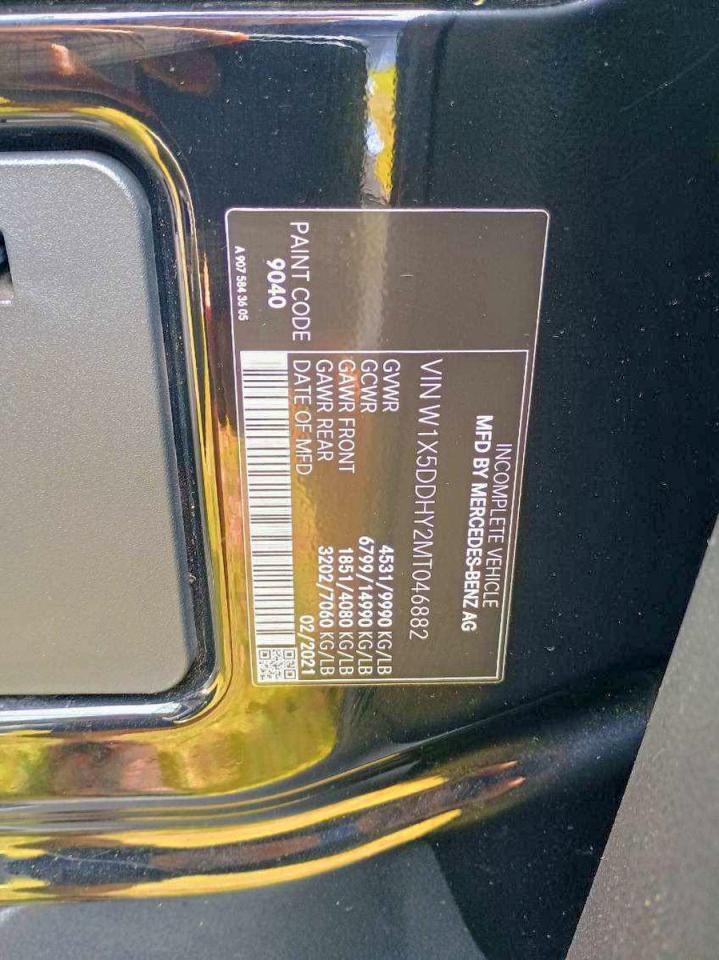 INCOMPLETE VEHICLE
MFD BY MERCEDES-BENZ AG
VIN W1X5DDHY2MT046882
GVWR 4531/9990 KG/LB
GCWR 6799/14990 KG/LB
GAWR FRONT 1851/4080 KG/LB
GAWR REAR 3202/7060 KG/LB
DATE OF MFD 02/2021
PAINT CODE
9040
A 907 584 36 05